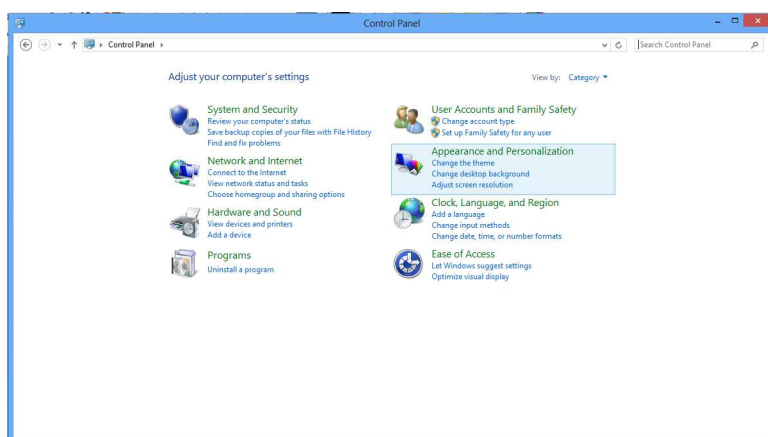 Control Panel
Control Panel
Search Control Panel
Adjust your computer's settings
View by: Category
System and Security
Review your computer's status
Save backup copies of your files with File History
Find and fix problems
Network and Internet
Connect to the Internet
View network status and tasks
Choose homegroup and sharing options
Hardware and Sound
View devices and printers
Add a device
Programs
Uninstall a program
User Accounts and Family Safety
Change account type
Set up Family Safety for any user
Appearance and Personalization
Change the theme
Change desktop background
Adjust screen resolution
Clock, Language, and Region
Add a language
Change input methods
Change date, time, or number formats
Ease of Access
Let Windows suggest settings
Optimize visual display